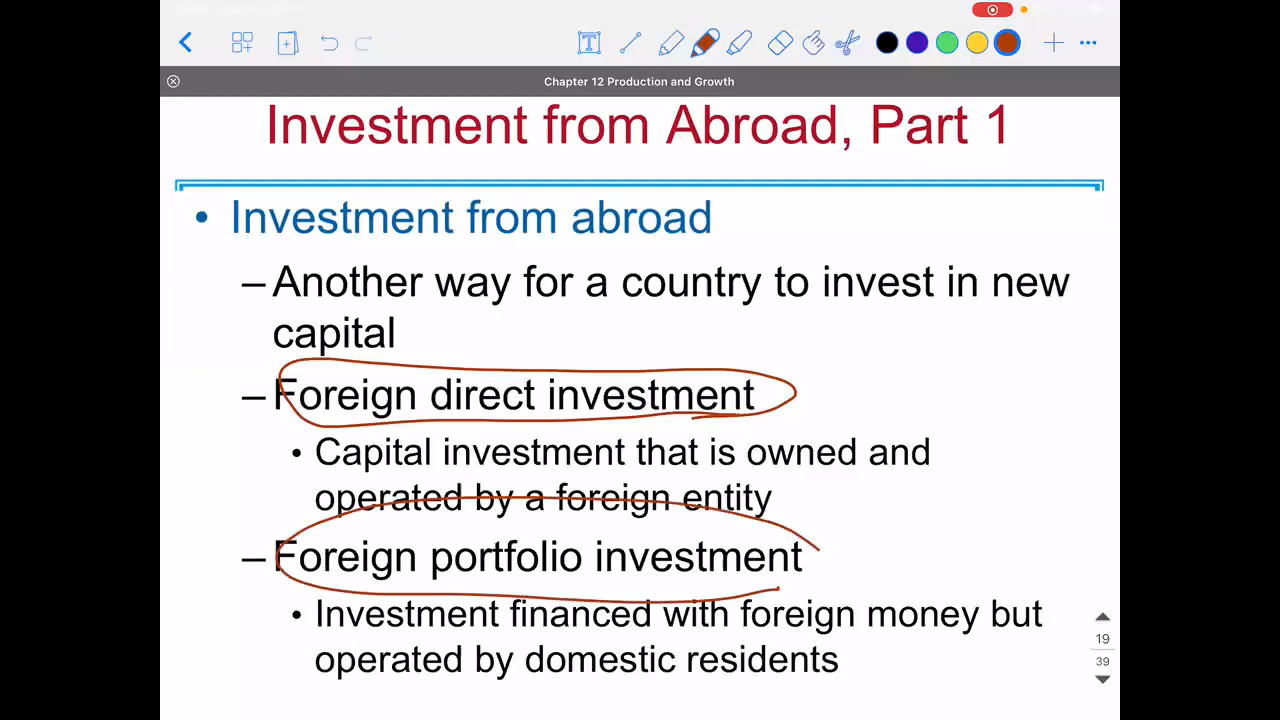 Chapter 12 Production and Growth
Investment from Abroad, Part 1
• Investment from abroad
–Another way for a country to invest in new
capital
–Foreign direct investment
• Capital investment that is owned and
operated by a foreign entity
–Foreign portfolio investment
• Investment financed with foreign money but
operated by domestic residents
19
39